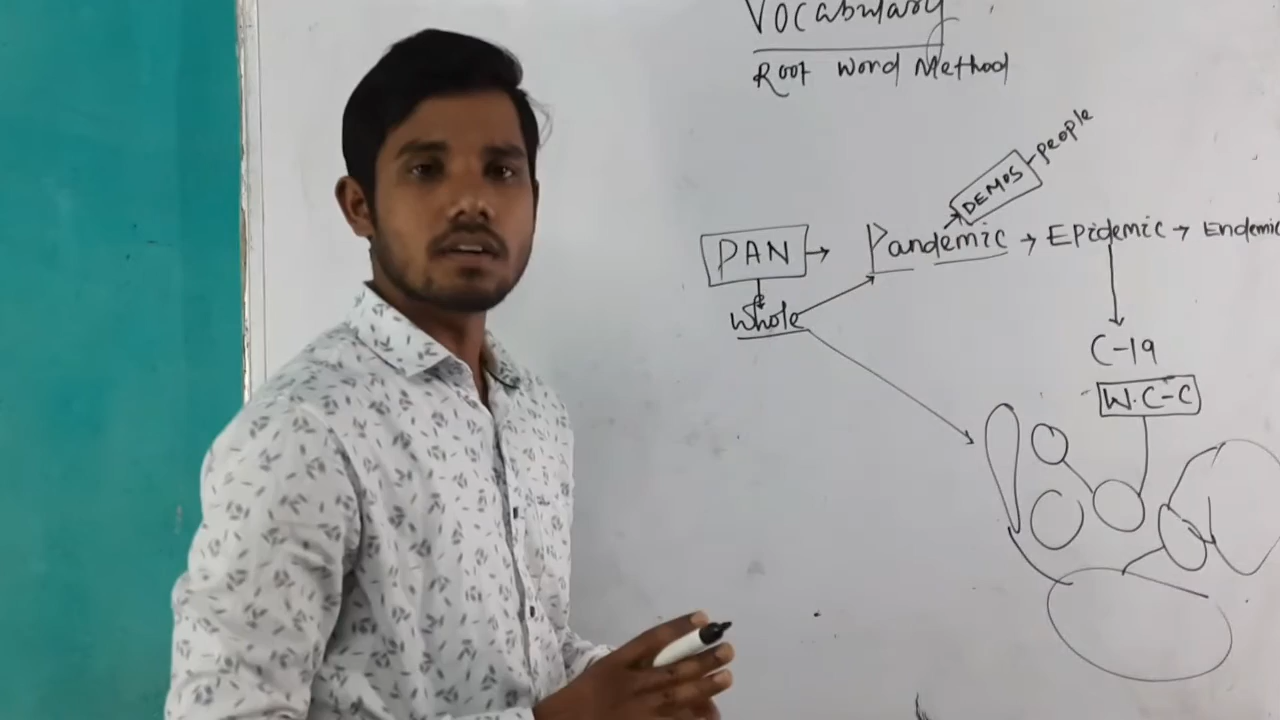 Vocabulary
Root Word Method
DEMOS - people
PAN → Pandemic → Epidemic → Endemic
Whole
C-19
W.C-C